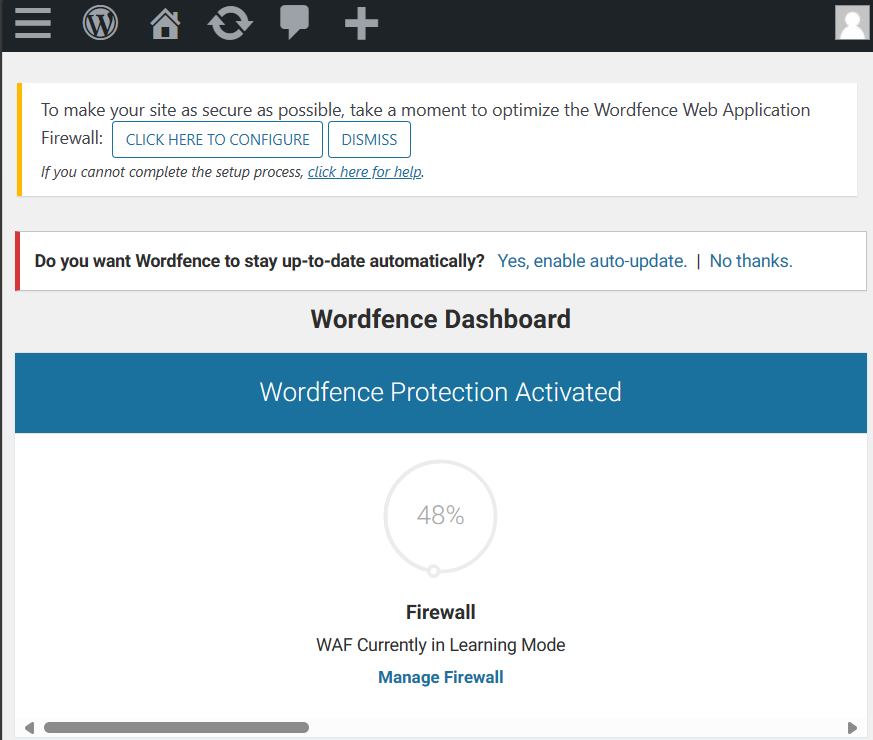 To make your site as secure as possible, take a moment to optimize the Wordfence Web Application
Firewall: CLICK HERE TO CONFIGURE DISMISS
If you cannot complete the setup process, click here for help.
Do you want Wordfence to stay up-to-date automatically? Yes, enable auto-update. | No thanks.
Wordfence Dashboard
Wordfence Protection Activated
48%
Firewall
WAF Currently in Learning Mode
Manage Firewall